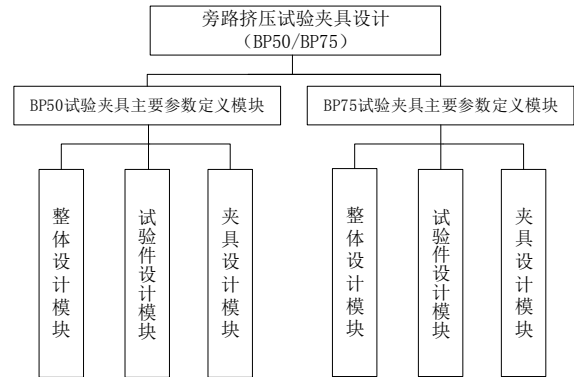 旁路挤压试验夹具设计
（BP50/BP75）
BP50试验夹具主要参数定义模块
BP75试验夹具主要参数定义模块
整体设计模块
试验件设计模块
夹具设计模块
整体设计模块
试验件设计模块
夹具设计模块